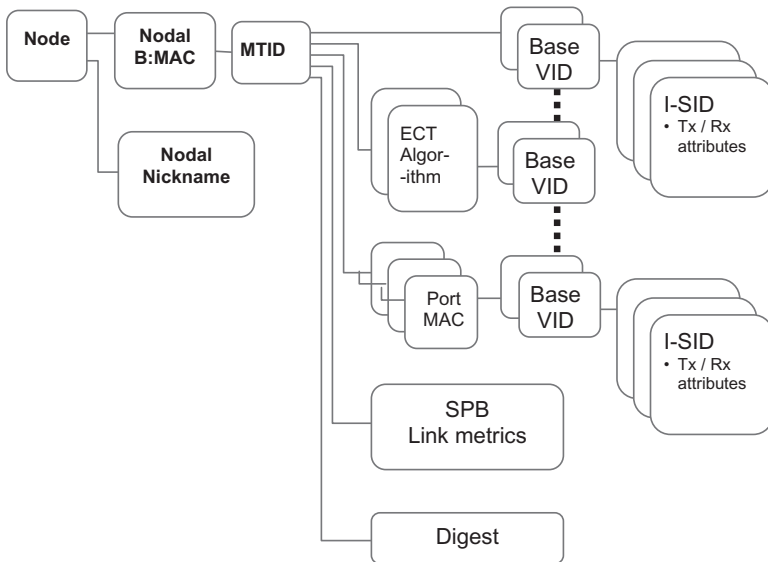 Node
Nodal
B:MAC
MTID
Base
VID
I-SID
• Tx / Rx
attributes
Nodal
Nickname
ECT
Algor-
-ithm
Base
VID
Port
MAC
Base
VID
I-SID
• Tx / Rx
attributes
SPB
Link metrics
Digest